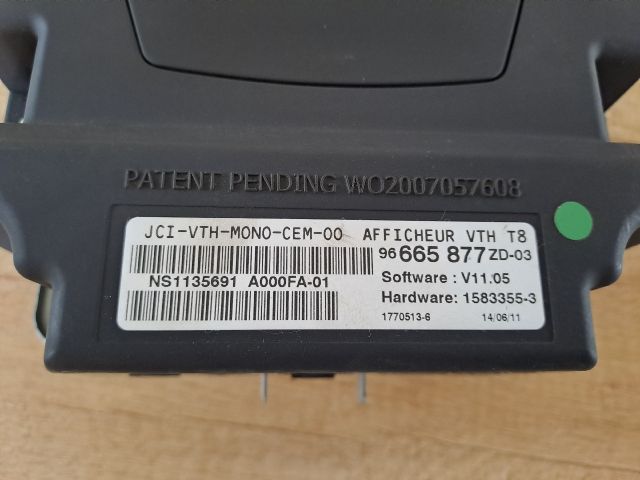 PATENT PENDING WO2007057608
JCI-VTH-MONO-CEM-00 AFFICHEUR VTH T8
96 665 877 ZD-03
NS1135691 A000FA-01
Software : V11.05
Hardware: 1583355-3
1770513-6 14/06/11